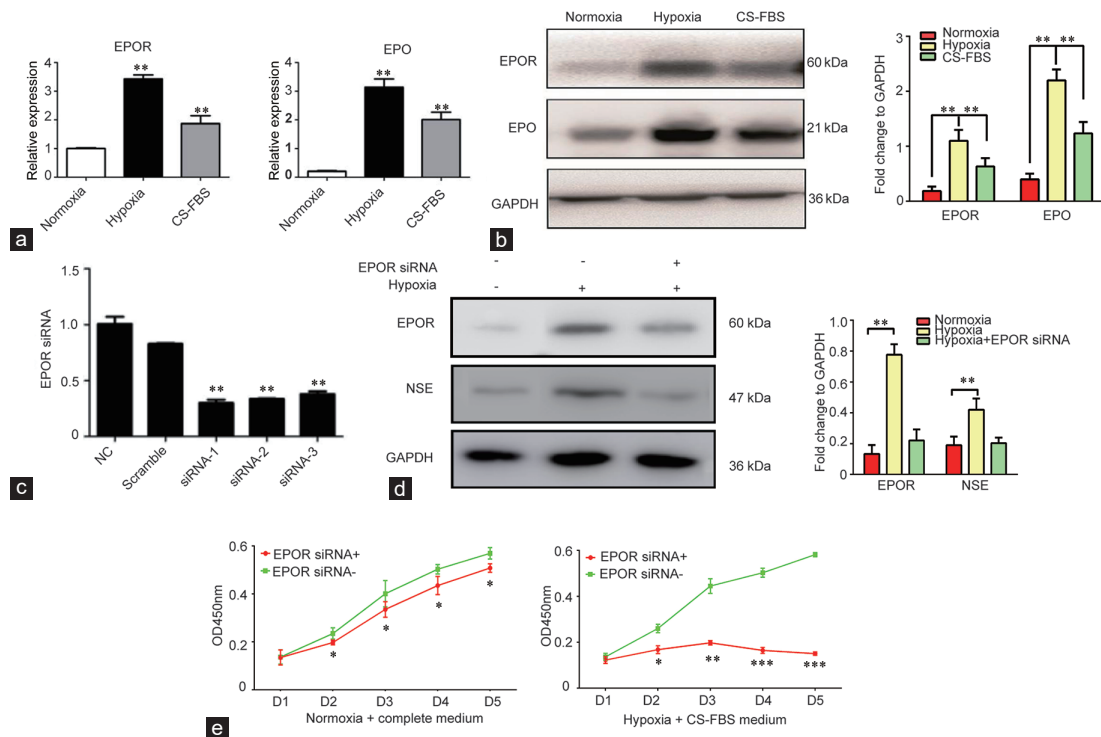 EPOR
Relative expression
4
3
2
1
0
**
**
Normoxia
Hypoxia
CS-FBS
EPO
Relative expression
4
3
2
1
0
**
**
Normoxia
Hypoxia
CS-FBS
a
Normoxia Hypoxia CS-FBS
EPOR 60 kDa
EPO 21 kDa
GAPDH 36 kDa
Fold change to GAPDH
3
2
1
0
Normoxia
Hypoxia
CS-FBS
** **
** **
EPOR EPO
b
EPOR siRNA
1.5
1.0
0.5
0
** ** **
NC
Scramble
siRNA-1
siRNA-2
siRNA-3
c
EPOR siRNA - - +
Hypoxia - + +
EPOR 60 kDa
NSE 47 kDa
GAPDH 36 kDa
Fold change to GAPDH
0.8
0.6
0.4
0.2
0.0
Normoxia
Hypoxia
Hypoxia+EPOR siRNA
**
**
EPOR NSE
d
OD450nm
0.6
0.4
0.2
0
EPOR siRNA+
EPOR siRNA-
* * * *
D1 D2 D3 D4 D5
Normoxia + complete medium
OD450nm
0.6
0.4
0.2
0
EPOR siRNA+
EPOR siRNA-
* ** *** ***
D1 D2 D3 D4 D5
Hypoxia + CS-FBS medium
e